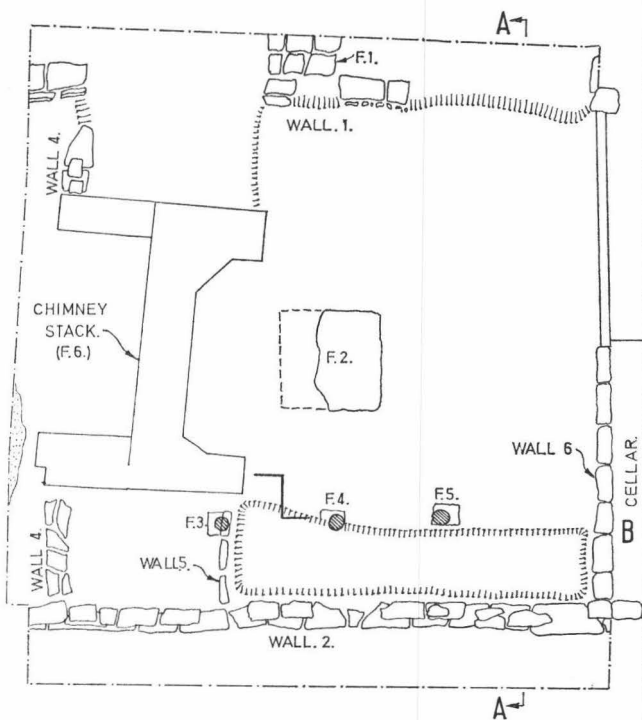 A
F.1.
WALL. 1.
WALL 4.
CHIMNEY
STACK.
(F.6.)
F.2.
WALL 6
CELLAR.
B
F.3.
F.4.
F.5.
WALL 4.
WALL5.
WALL. 2.
A